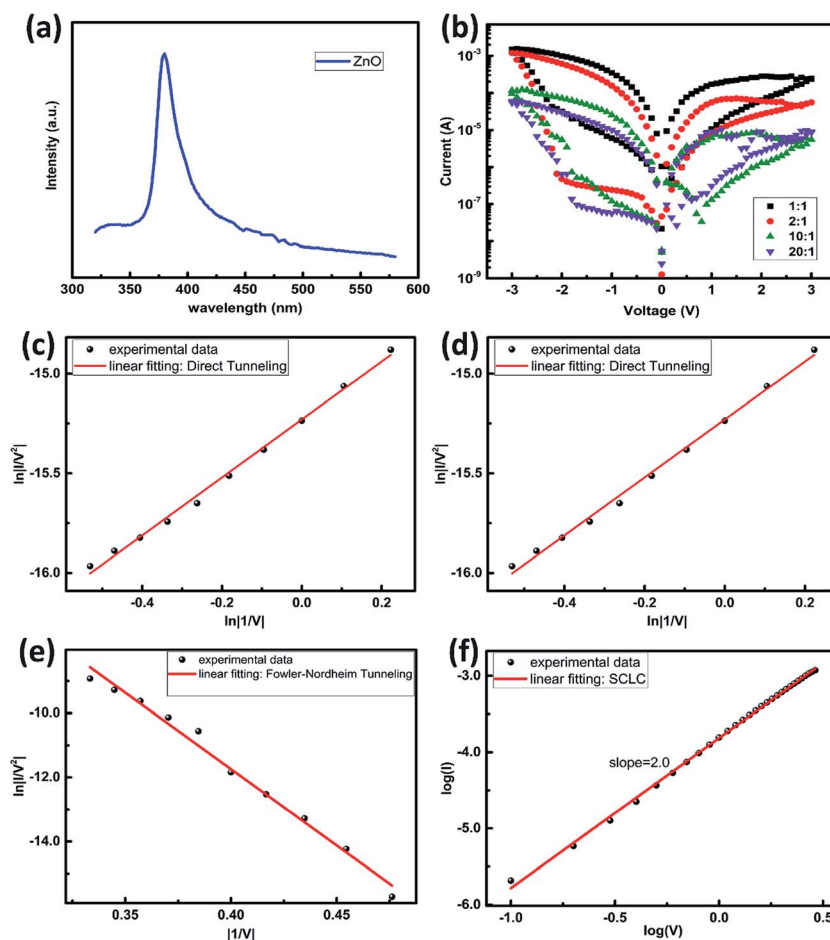 (a)
ZnO
Intensity (a.u.)
300 350 400 450 500 550 600
wavelength (nm)
(b)
10-3
10-5
10-7
10-9
Current (A)
1:1
2:1
10:1
20:1
-3 -2 -1 0 1 2 3
Voltage (V)
(c)
experimental data
linear fitting: Direct Tunneling
-15.0
-15.5
-16.0
ln|I/V2|
-0.4 -0.2 0.0 0.2
ln|1/V|
(d)
experimental data
linear fitting: Direct Tunneling
-15.0
-15.5
-16.0
ln|I/V2|
-0.4 -0.2 0.0 0.2
ln|1/V|
(e)
experimental data
linear fitting: Fowler-Nordheim Tunneling
-10.0
-12.0
-14.0
ln|I/V2|
0.35 0.40 0.45
|1/V|
(f)
experimental data
linear fitting: SCLC
slope=2.0
-3.0
-4.0
-5.0
-6.0
log(I)
-1.0 -0.5 0.0 0.5
log(V)